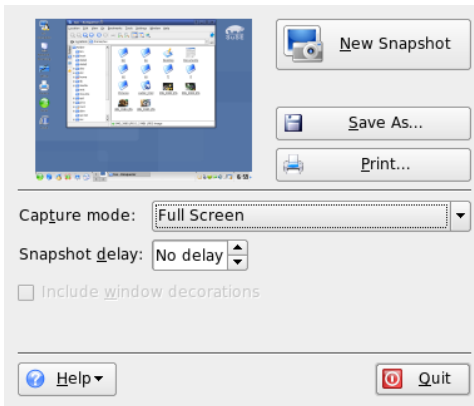 New Snapshot
Save As...
Print...
Capture mode: Full Screen
Snapshot delay: No delay
Include window decorations
Help
Quit